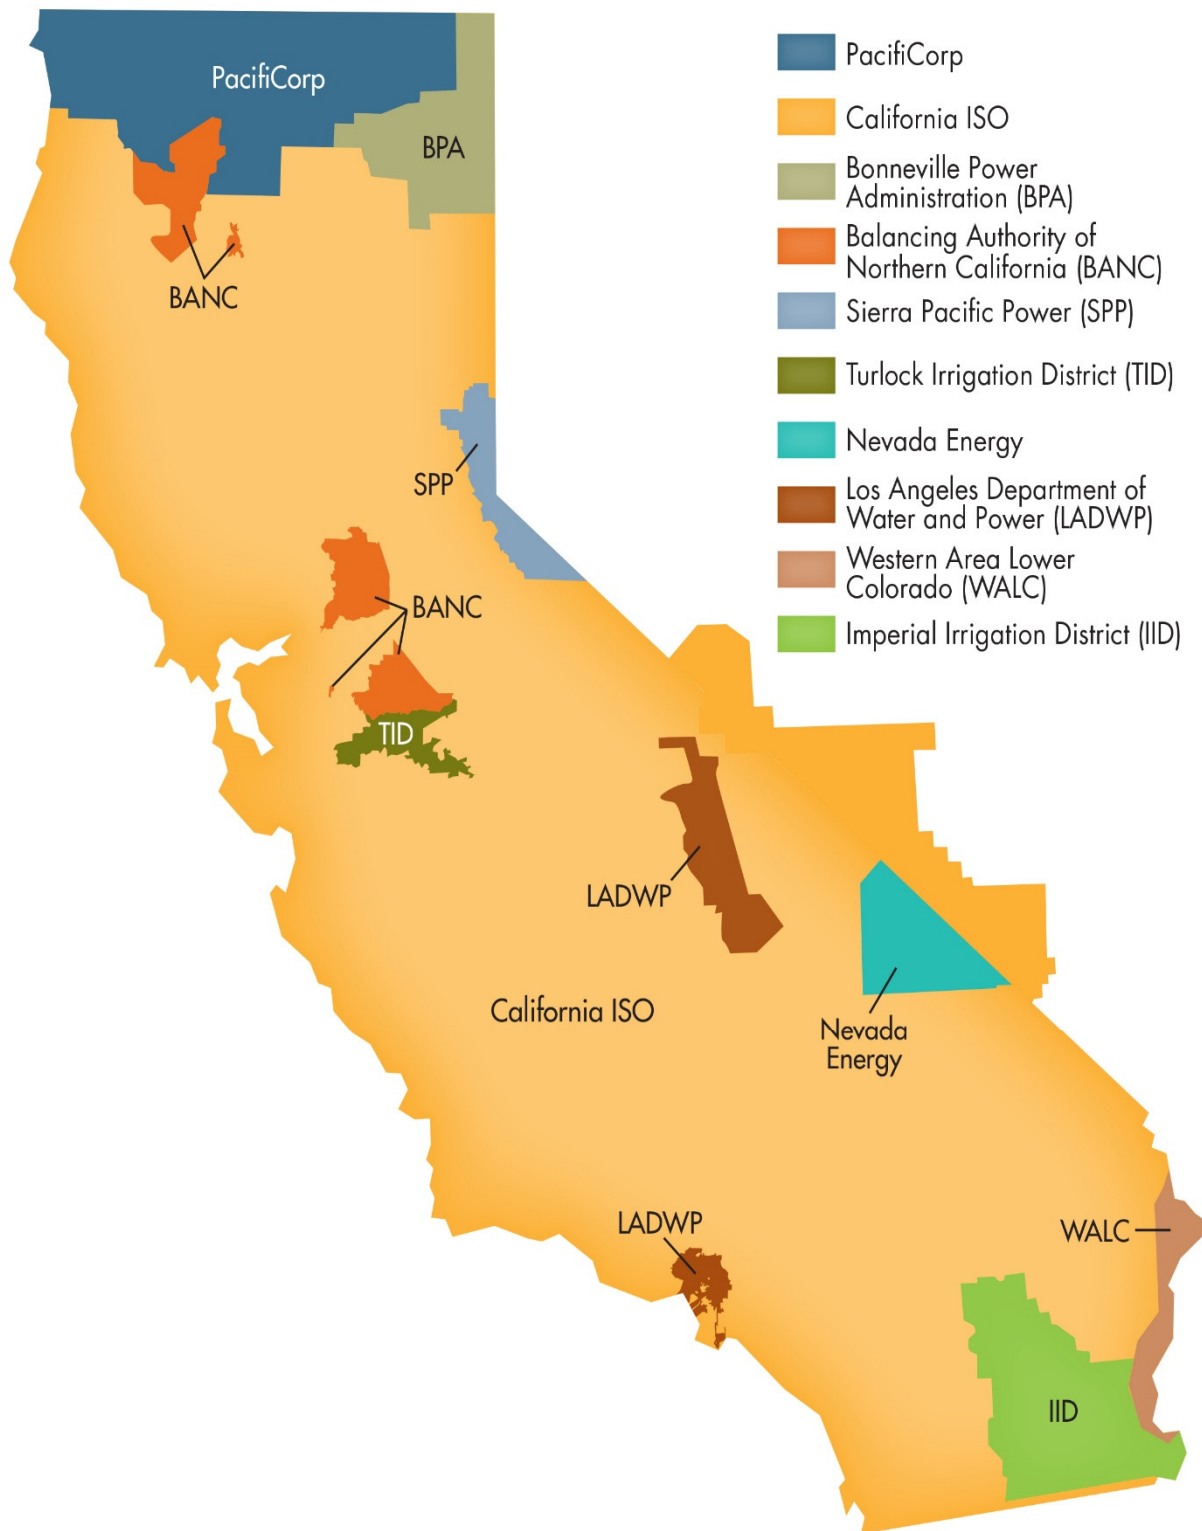 PacifiCorp
BPA
BANC
SPP
BANC
TID
LADWP
California ISO
Nevada
Energy
LADWP
WALC
IID
PacifiCorp
California ISO
Bonneville Power
Administration (BPA)
Balancing Authority of
Northern California (BANC)
Sierra Pacific Power (SPP)
Turlock Irrigation District (TID)
Nevada Energy
Los Angeles Department of
Water and Power (LADWP)
Western Area Lower
Colorado (WALC)
Imperial Irrigation District (IID)